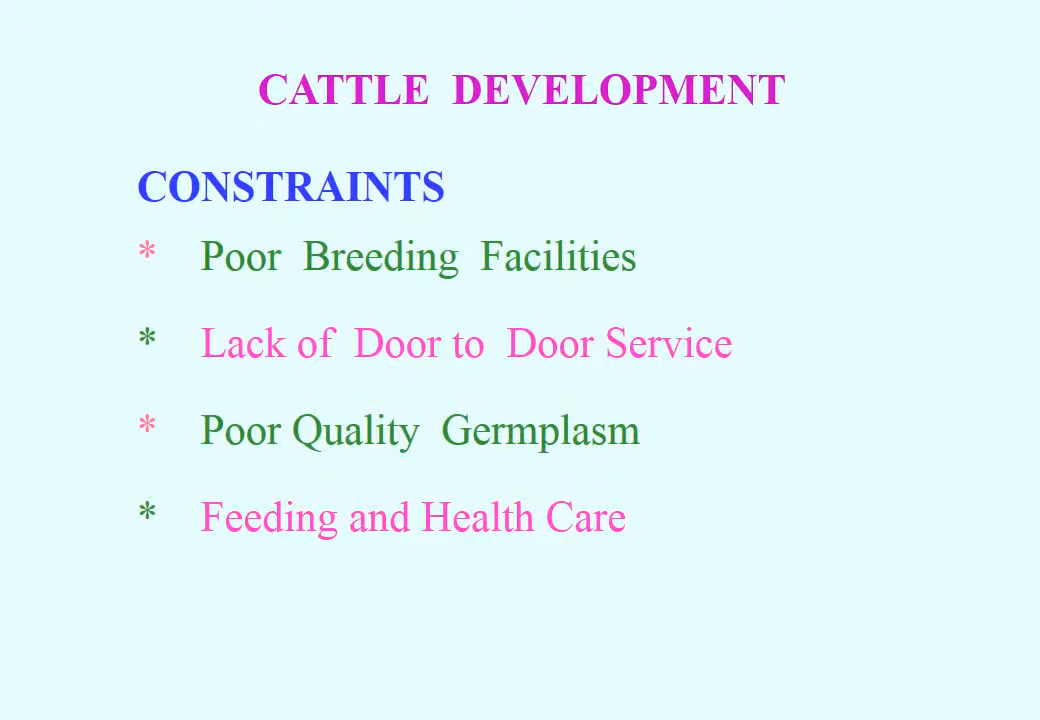 CATTLE DEVELOPMENT
CONSTRAINTS
* Poor Breeding Facilities
* Lack of Door to Door Service
* Poor Quality Germplasm
* Feeding and Health Care